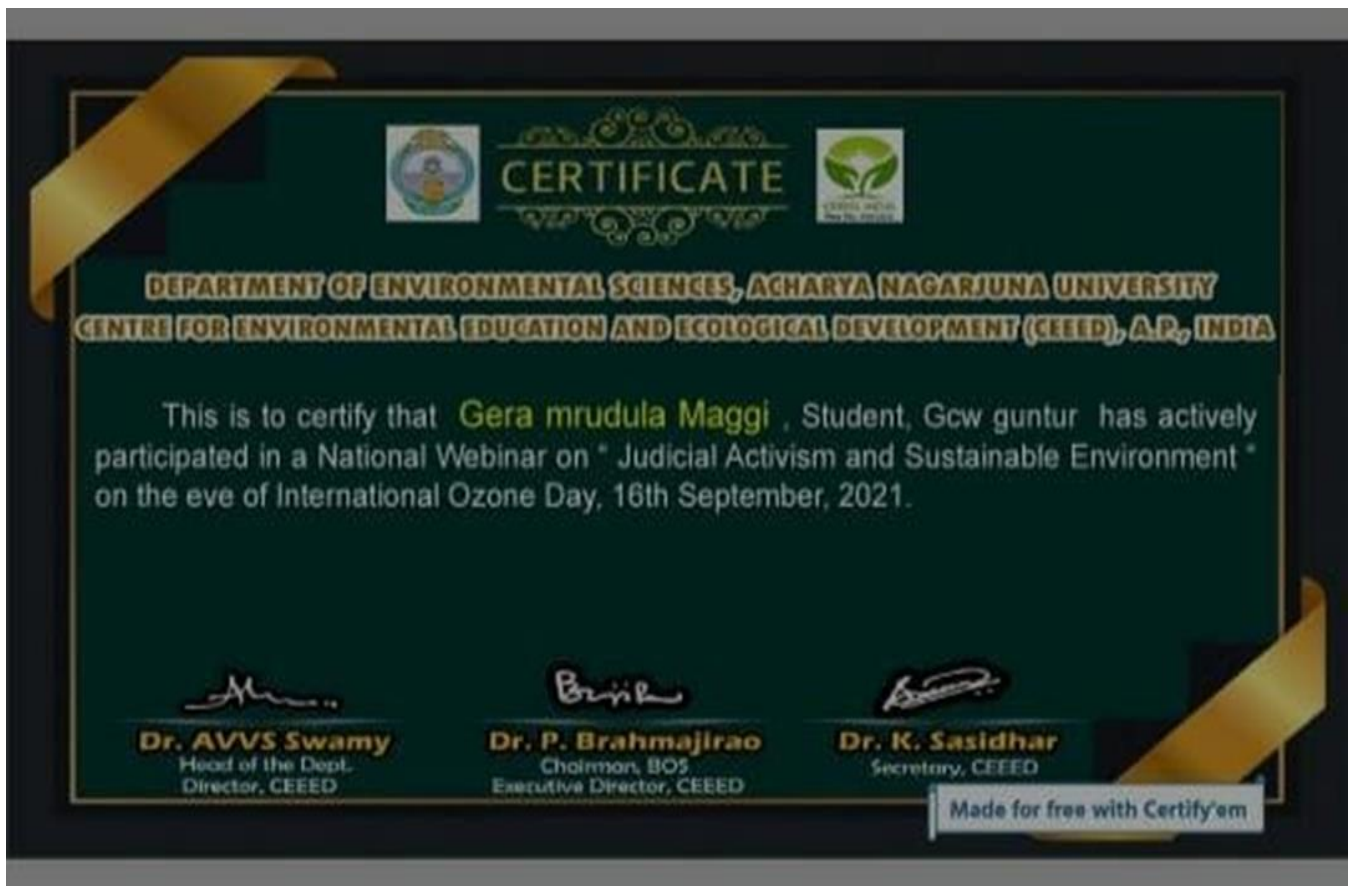 CERTIFICATE
DEPARTMENT OF ENVIRONMENTAL SCIENCES, ACHARYA NAGARJUNA UNIVERSITY
CENTRE FOR ENVIRONMENTAL EDUCATION AND ECOLOGICAL DEVELOPMENT (CEEED), A.P., INDIA
This is to certify that Gera mrudula Maggi , Student, Gcw guntur has actively
participated in a National Webinar on " Judicial Activism and Sustainable Environment "
on the eve of International Ozone Day, 16th September, 2021.
Dr. AVVS Swamy
Head of the Dept.
Director, CEEED
Dr. P. Brahmajirao
Chairman, BOS
Executive Director, CEEED
Dr. K. Sasidhar
Secretary, CEEED
Made for free with Certify'em